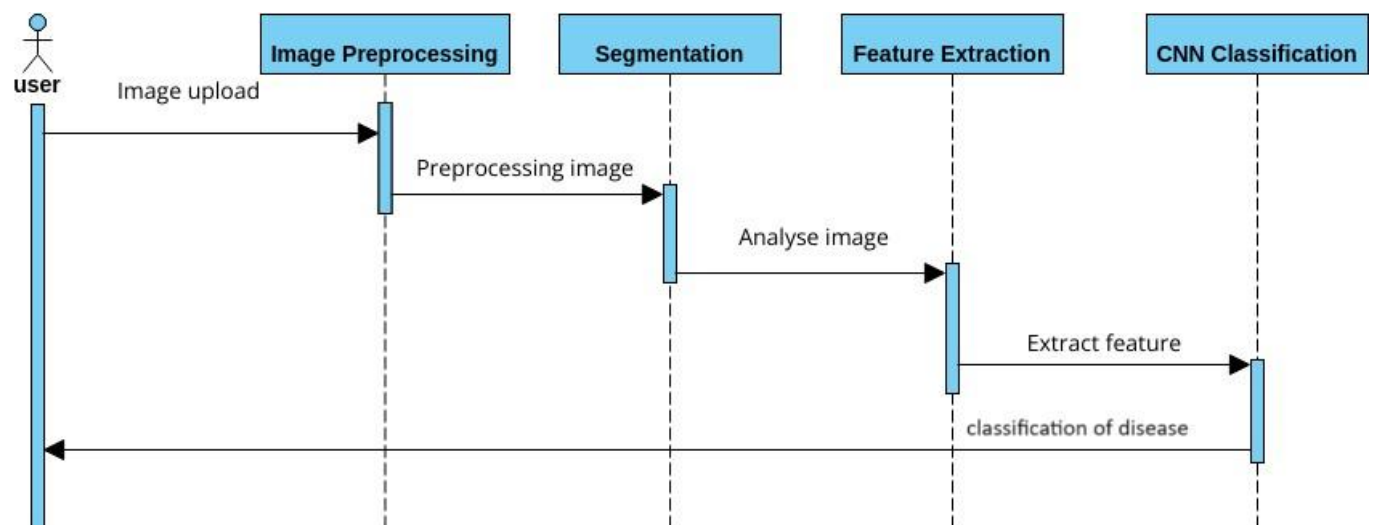 Image Preprocessing
Segmentation
Feature Extraction
CNN Classification
user
Image upload
Preprocessing image
Analyse image
Extract feature
classification of disease